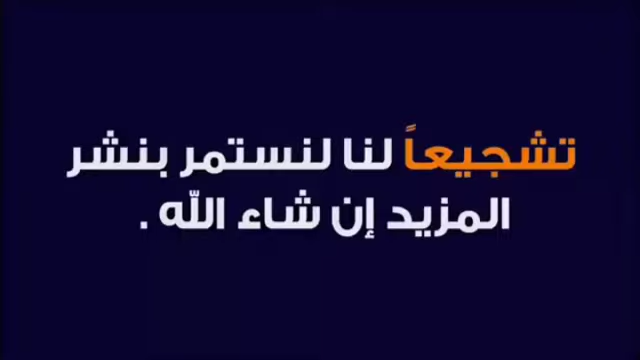 تشجيعاً لنا لنستمر بنشر
المزيد إن شاء الله .